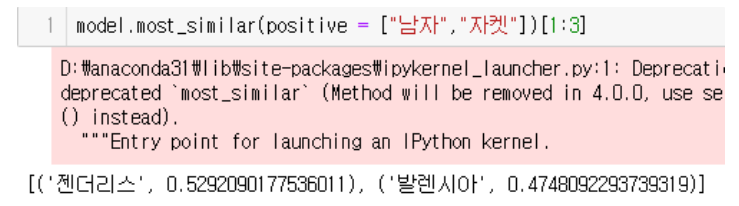 1 model.most_similar(positive = ["남자","자켓"])[1:3]
D:₩anaconda31₩lib₩site-packages₩ipykernel_launcher.py:1: Deprecati
deprecated `most_similar` (Method will be removed in 4.0.0, use se
() instead).
"""Entry point for launching an IPython kernel.
[('젠더리스', 0.5292090177536011), ('발렌시아', 0.4748092293739319)]